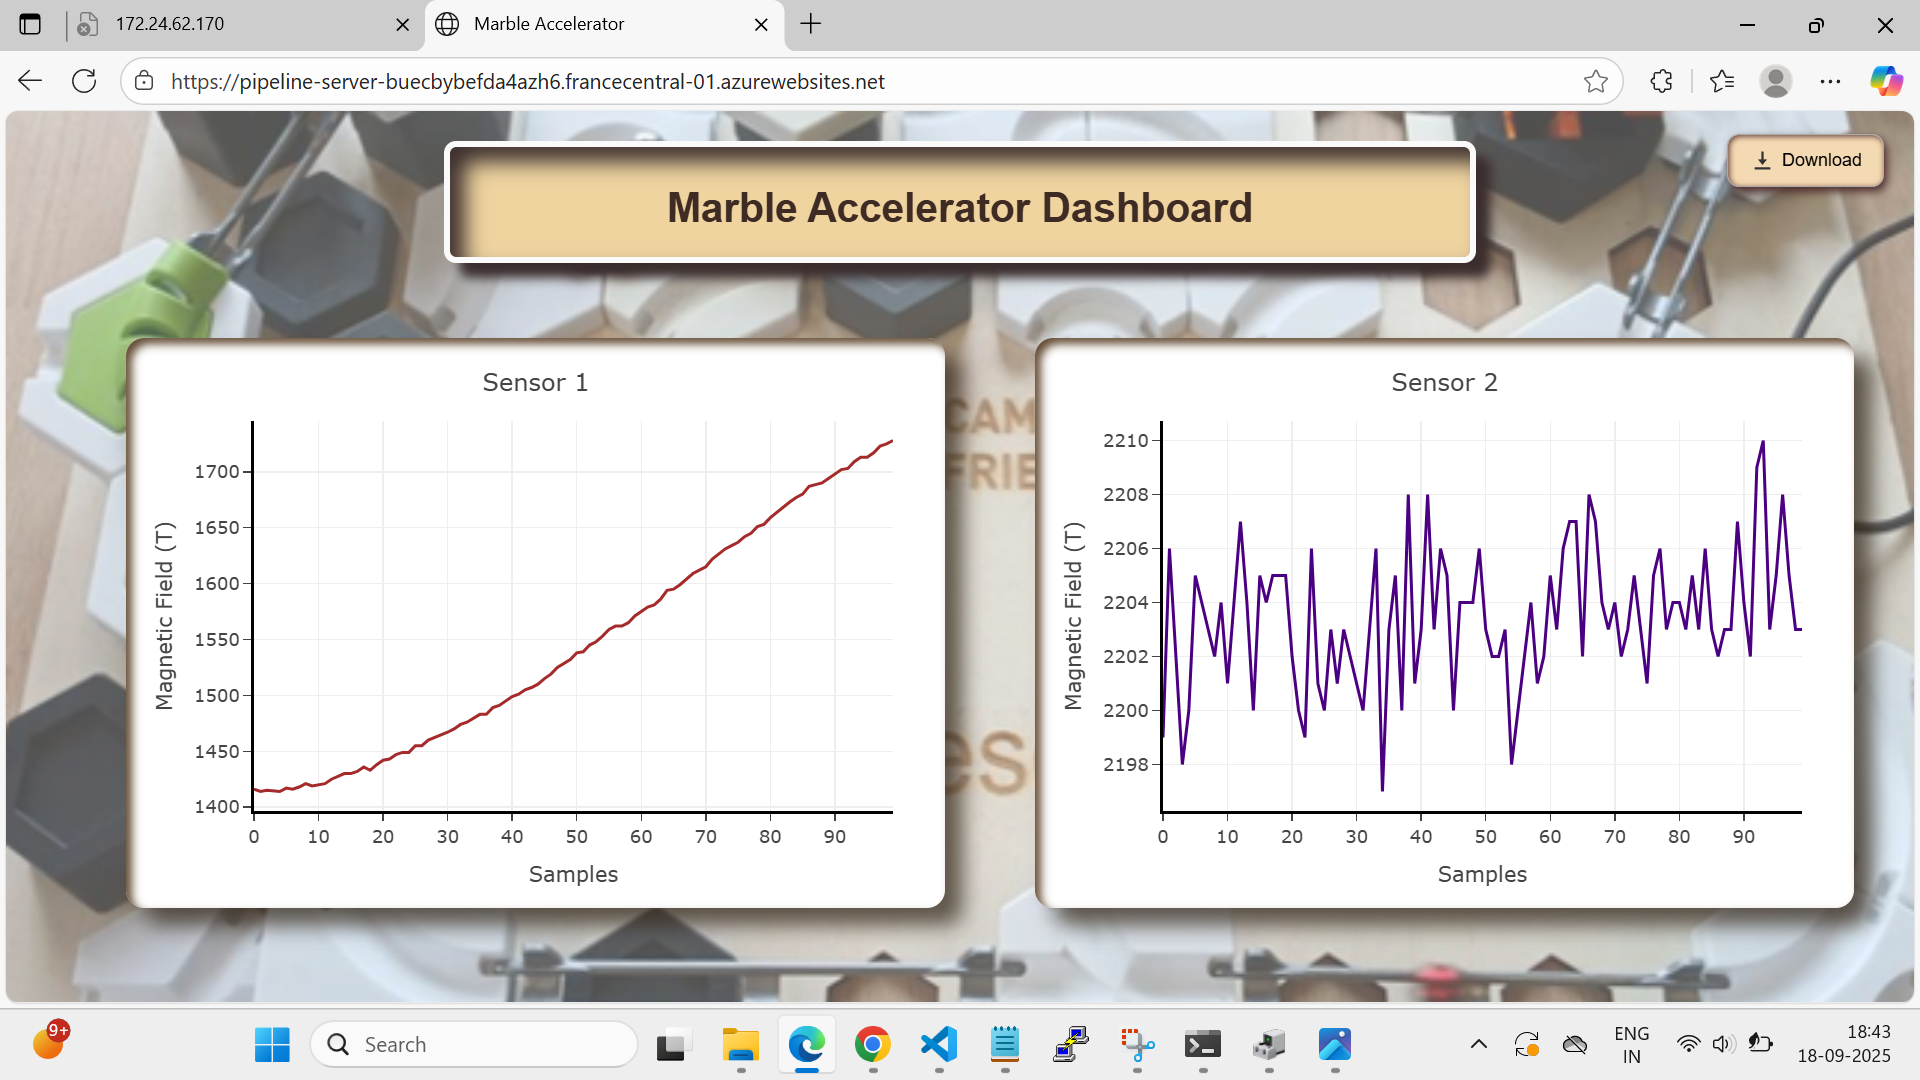 172.24.62.170
Marble Accelerator
https://pipeline-server-buecbybefda4azh6.francecentral-01.azurewebsites.net
Marble Accelerator Dashboard
Download
CAM
FRIE
es
Sensor 1
Magnetic Field (T)
1700
1650
1600
1550
1500
1450
1400
0 10 20 30 40 50 60 70 80 90
Samples
Sensor 2
Magnetic Field (T)
2210
2208
2206
2204
2202
2200
2198
0 10 20 30 40 50 60 70 80 90
Samples
9+
Search
ENG
IN
18:43
18-09-2025